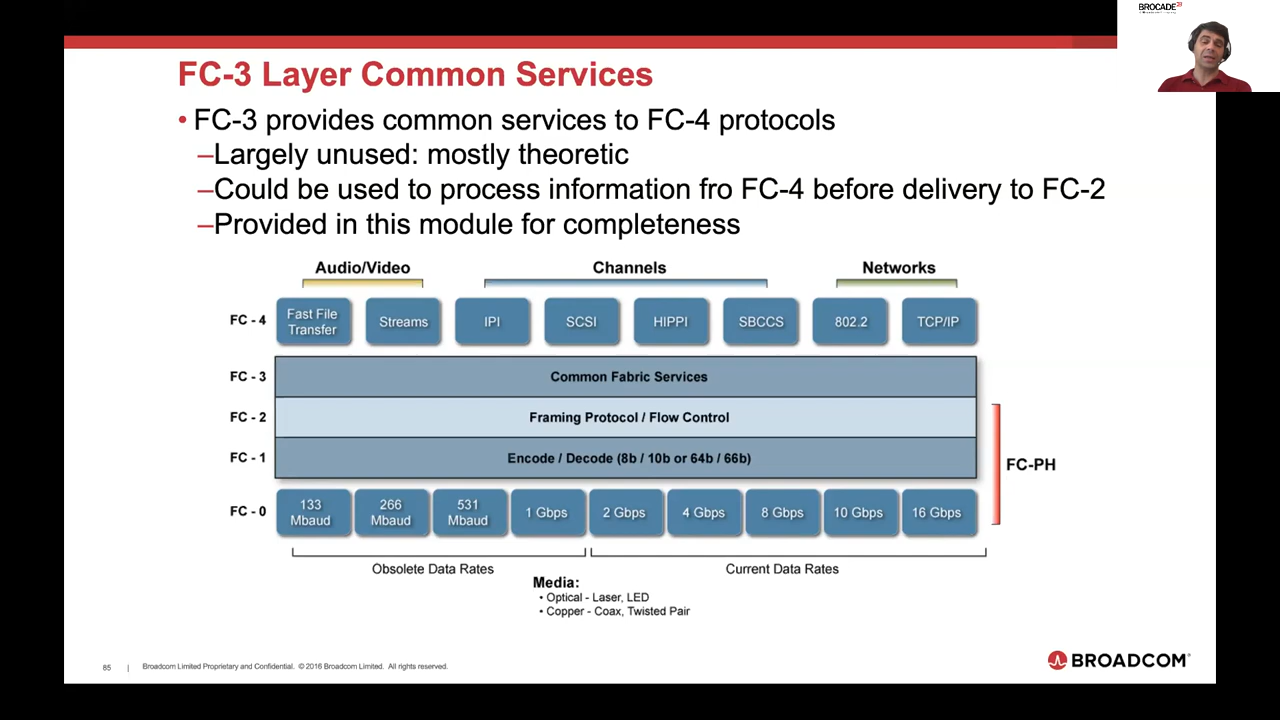 BROCADE
FC-3 Layer Common Services
• FC-3 provides common services to FC-4 protocols
–Largely unused: mostly theoretic
–Could be used to process information fro FC-4 before delivery to FC-2
–Provided in this module for completeness
Audio/Video Channels Networks
FC - 4 Fast File Transfer Streams IPI SCSI HIPPI SBCCS 802.2 TCP/IP
FC - 3 Common Fabric Services
FC - 2 Framing Protocol / Flow Control
FC - 1 Encode / Decode (8b / 10b or 64b / 66b)
FC-PH
FC - 0 133 Mbaud 266 Mbaud 531 Mbaud 1 Gbps 2 Gbps 4 Gbps 8 Gbps 10 Gbps 16 Gbps
Obsolete Data Rates Current Data Rates
Media:
• Optical - Laser, LED
• Copper - Coax, Twisted Pair
85 | Broadcom Limited Proprietary and Confidential. © 2016 Broadcom Limited. All rights reserved.
BROADCOM®